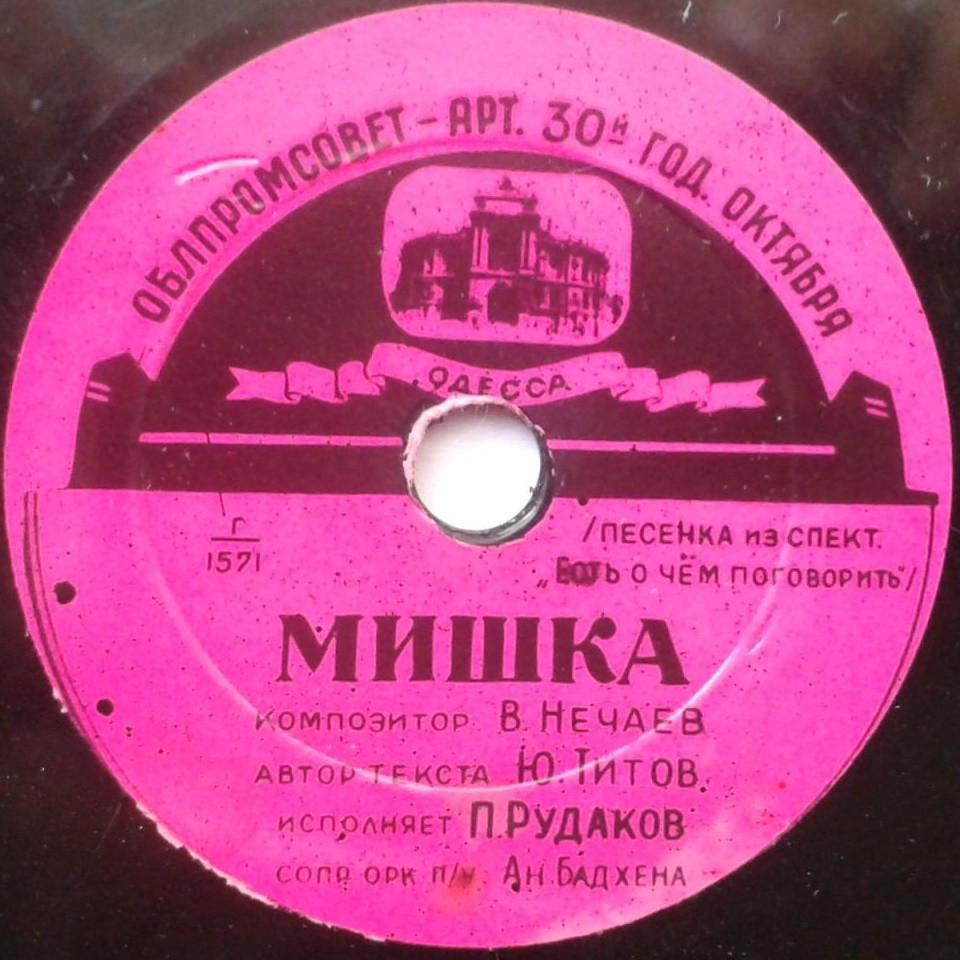 ОБЛПРОМСОВЕТ – АРТ. 30й ГОД. ОКТЯБРЯ
ОДЕССА
Г
1571
/ПЕСЕНКА ИЗ СПЕКТ.
„ЕСТЬ О ЧЁМ ПОГОВОРИТЬ"/
МИШКА
КОМПОЗИТОР В. НЕЧАЕВ
АВТОР ТЕКСТА Ю. ТИТОВ.
ИСПОЛНЯЕТ П. РУДАКОВ
СОПР. ОРК. П/У. АН. БАДХЕНА